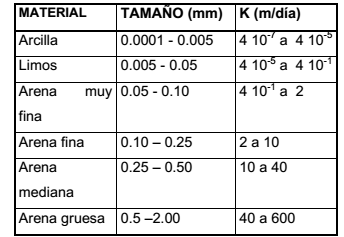 MATERIAL TAMAÑO (mm) K (m/día)
Arcilla 0.0001 - 0.005 4 10⁻⁷ a 4 10⁻⁵
Limos 0.005 - 0.05 4 10⁻⁵ a 4 10⁻¹
Arena muy 0.05 - 0.10 4 10⁻¹ a 2
fina
Arena fina 0.10 – 0.25 2 a 10
Arena 0.25 – 0.50 10 a 40
mediana
Arena gruesa 0.5 –2.00 40 a 600